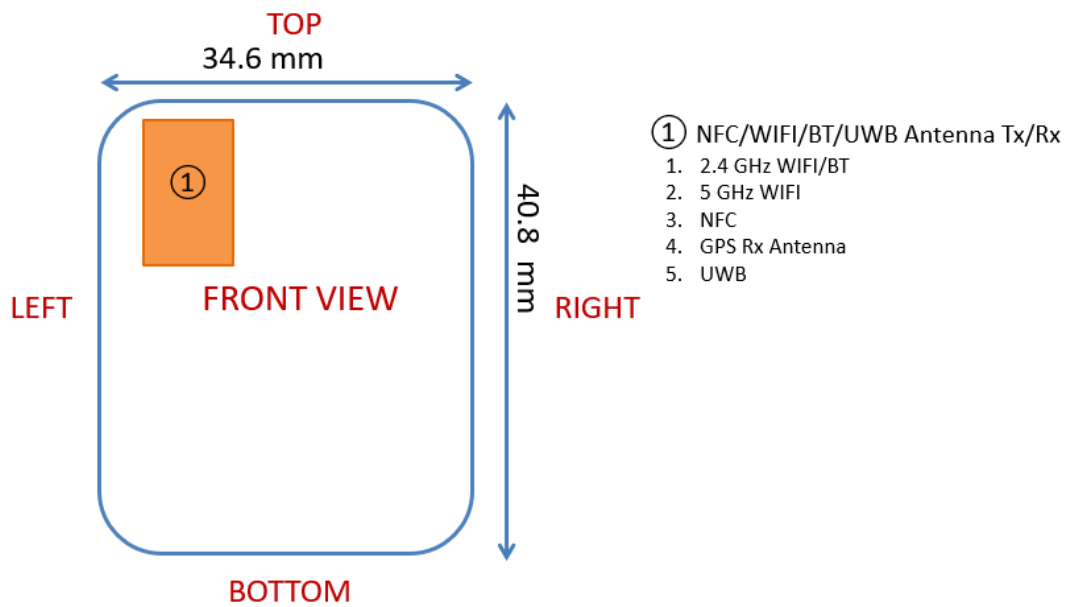 TOP
34.6 mm
① NFC/WIFI/BT/UWB Antenna Tx/Rx
1. 2.4 GHz WIFI/BT
2. 5 GHz WIFI
3. NFC
4. GPS Rx Antenna
5. UWB
①
40.8 mm
LEFT
FRONT VIEW
RIGHT
BOTTOM